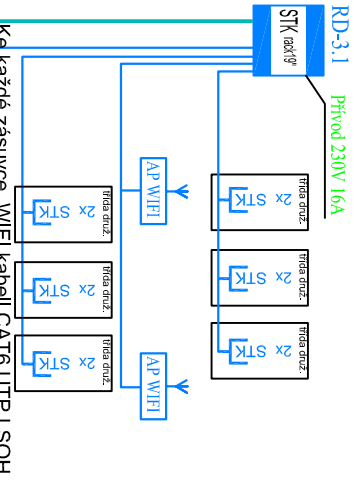 RD-3.1
Přívod 230V 16A
STK rack19"
třída druž.
2x STK
třída druž.
2x STK
třída druž.
2x STK
AP WIFI
AP WIFI
třída druž.
2x STK
třída druž.
2x STK
třída druž.
2x STK
Ke každé zásuvce, WIFI kabell CAT6 UTP LSOH